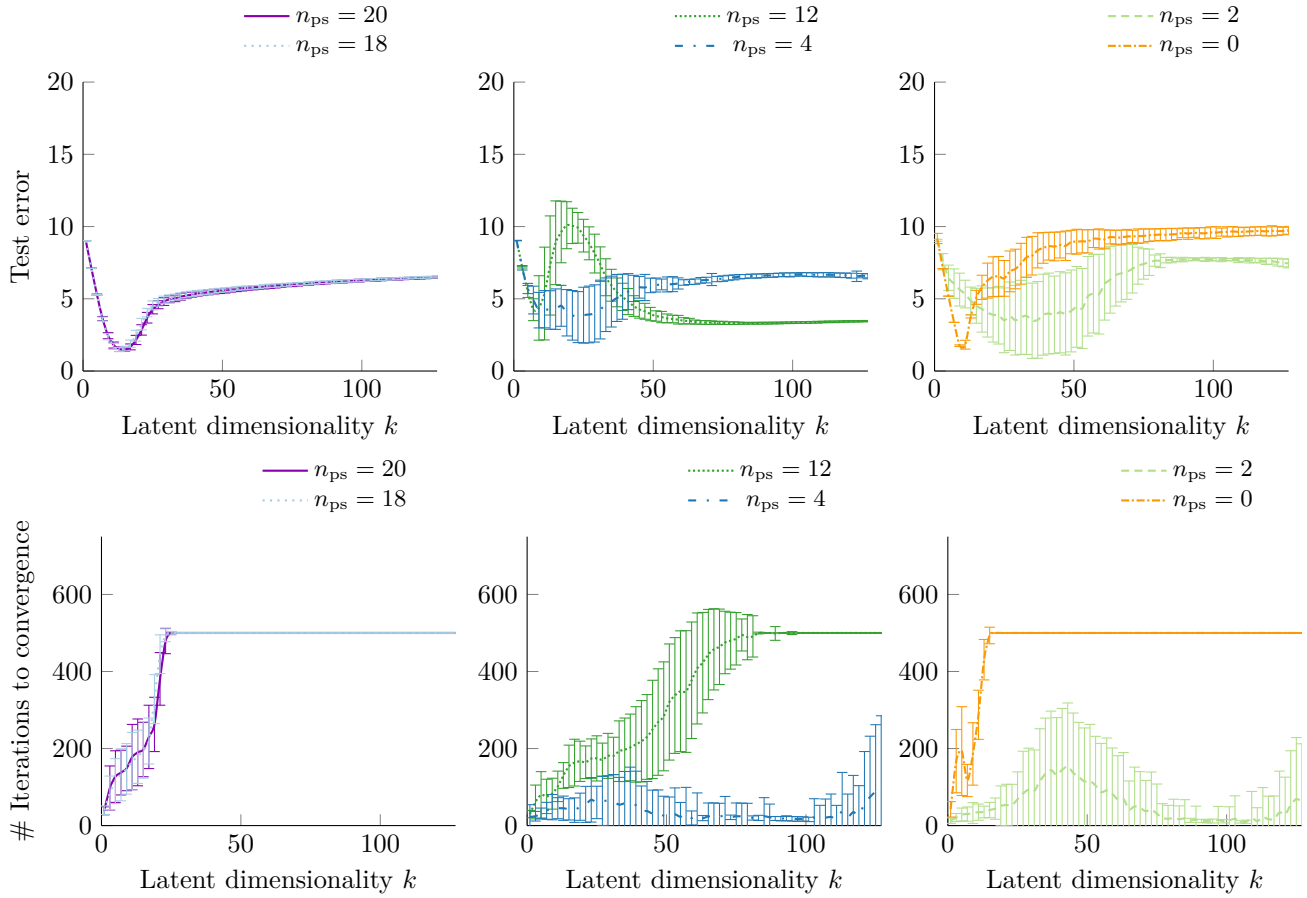 n_ps = 20
n_ps = 18
n_ps = 12
n_ps = 4
n_ps = 2
n_ps = 0
Test error
20
15
10
5
0
0 50 100
Latent dimensionality k
20
15
10
5
0
0 50 100
Latent dimensionality k
20
15
10
5
0
0 50 100
Latent dimensionality k
n_ps = 20
n_ps = 18
n_ps = 12
n_ps = 4
n_ps = 2
n_ps = 0
# Iterations to convergence
600
400
200
0
0 50 100
Latent dimensionality k
600
400
200
0
0 50 100
Latent dimensionality k
600
400
200
0
0 50 100
Latent dimensionality k